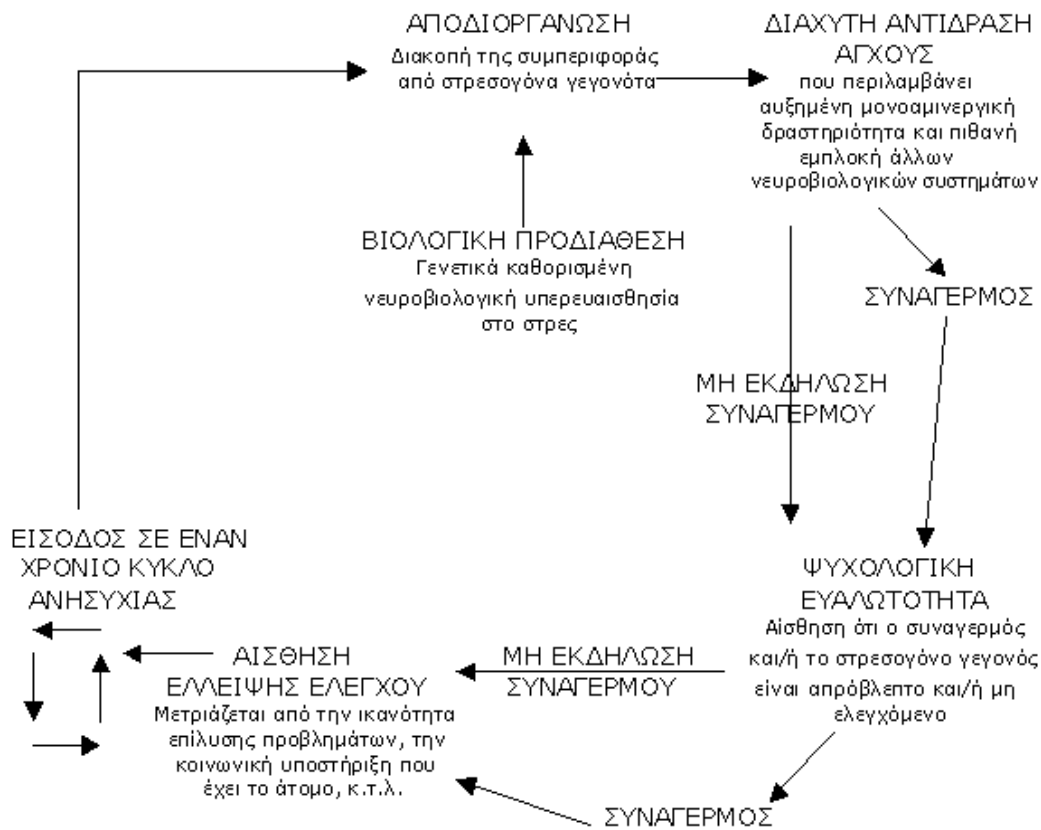 ΑΠΟΔΙΟΡΓΑΝΩΣΗ
Διακοπή της συμπεριφοράς
από στρεσογόνα γεγονότα
ΔΙΑΧΥΤΗ ΑΝΤΙΔΡΑΣΗ
ΑΓΧΟΥΣ
που περιλαμβάνει
αυξημένη μονοαμινεργική
δραστηριότητα και πιθανή
εμπλοκή άλλων
νευροβιολογικών συστημάτων
ΒΙΟΛΟΓΙΚΗ ΠΡΟΔΙΑΘΕΣΗ
Γενετικά καθορισμένη
νευροβιολογική υπερευαισθησία
στο στρες
ΣΥΝΑΓΕΡΜΟΣ
ΜΗ ΕΚΔΗΛΩΣΗ
ΣΥΝΑΓΕΡΜΟΥ
ΨΥΧΟΛΟΓΙΚΗ
ΕΥΑΛΩΤΟΤΗΤΑ
Αίσθηση ότι ο συναγερμός
και/ή το στρεσογόνο γεγονός
είναι απρόβλεπτο και/ή μη
ελεγχόμενο
ΜΗ ΕΚΔΗΛΩΣΗ
ΣΥΝΑΓΕΡΜΟΥ
ΣΥΝΑΓΕΡΜΟΣ
ΑΙΣΘΗΣΗ
ΕΛΛΕΙΨΗΣ ΕΛΕΓΧΟΥ
Μετριάζεται από την ικανότητα
επίλυσης προβλημάτων, την
κοινωνική υποστήριξη που
έχει το άτομο, κ.τ.λ.
ΕΙΣΟΔΟΣ ΣΕ ΕΝΑΝ
ΧΡΟΝΙΟ ΚΥΚΛΟ
ΑΝΗΣΥΧΙΑΣ